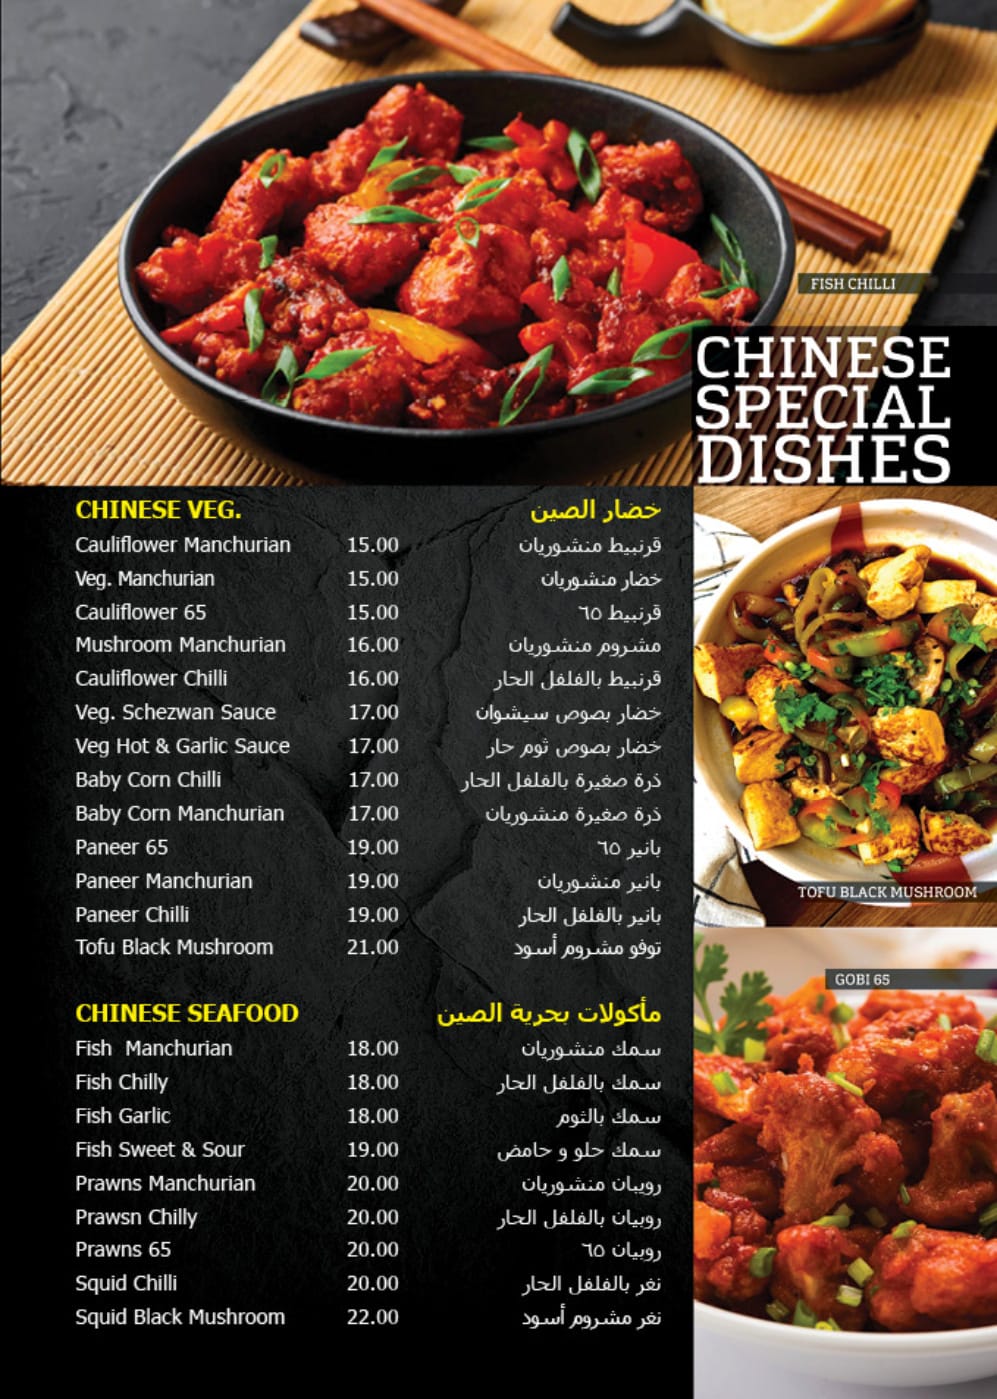 FISH CHILLI
CHINESE
SPECIAL
DISHES
CHINESE VEG. خضار الصين
Cauliflower Manchurian 15.00 قرنبيط منشوريان
Veg. Manchurian 15.00 خضار منشوريان
Cauliflower 65 15.00 قرنبيط ٦٥
Mushroom Manchurian 16.00 مشروم منشوريان
Cauliflower Chilli 16.00 قرنبيط بالفلفل الحار
Veg. Schezwan Sauce 17.00 خضار بصوص سيشوان
Veg Hot & Garlic Sauce 17.00 خضار بصوص ثوم حار
Baby Corn Chilli 17.00 ذرة صغيرة بالفلفل الحار
Baby Corn Manchurian 17.00 ذرة صغيرة منشوريان
Paneer 65 19.00 بانير ٦٥
Paneer Manchurian 19.00 بانير منشوريان
Paneer Chilli 19.00 بانير بالفلفل الحار
Tofu Black Mushroom 21.00 توفو مشروم أسود
TOFU BLACK MUSHROOM
GOBI 65
CHINESE SEAFOOD مأكولات بحرية الصين
Fish Manchurian 18.00 سمك منشوريان
Fish Chilly 18.00 سمك بالفلفل الحار
Fish Garlic 18.00 سمك بالثوم
Fish Sweet & Sour 19.00 سمك حلو و حامض
Prawns Manchurian 20.00 رويبان منشوريان
Prawsn Chilly 20.00 روبيان بالفلفل الحار
Prawns 65 20.00 روبيان ٦٥
Squid Chilli 20.00 نغر بالفلفل الحار
Squid Black Mushroom 22.00 نغر مشروم أسود